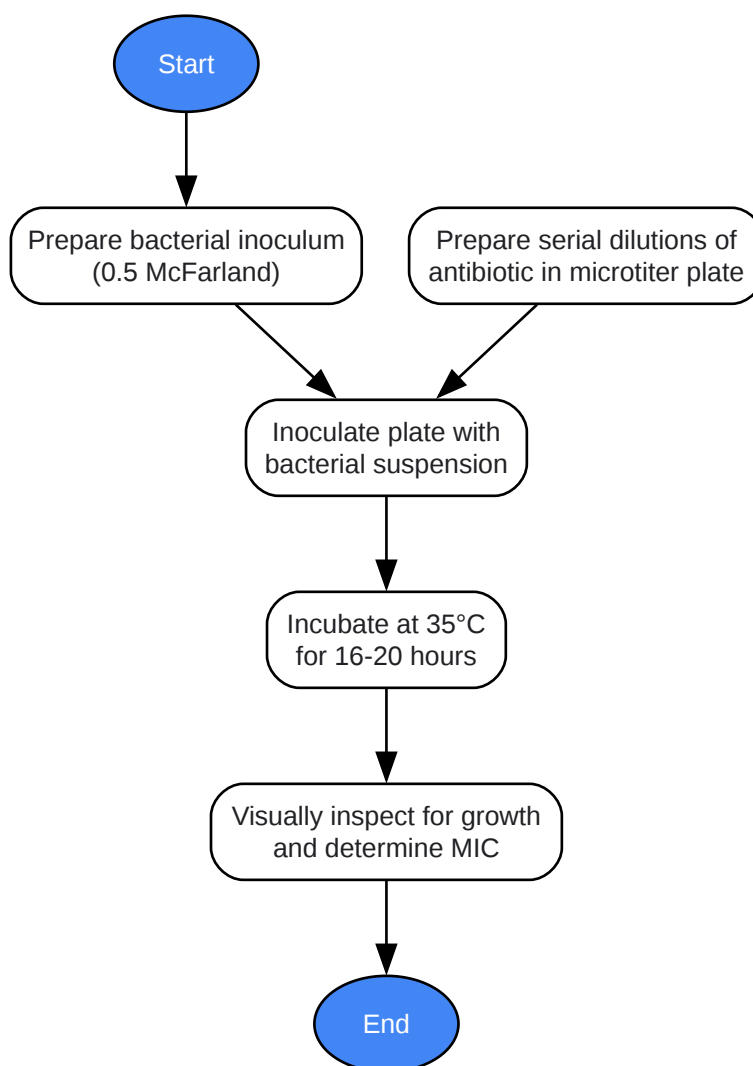 Start
Prepare bacterial inoculum
(0.5 McFarland)
Prepare serial dilutions of
antibiotic in microtiter plate
Inoculate plate with
bacterial suspension
Incubate at 35°C
for 16-20 hours
Visually inspect for growth
and determine MIC
End